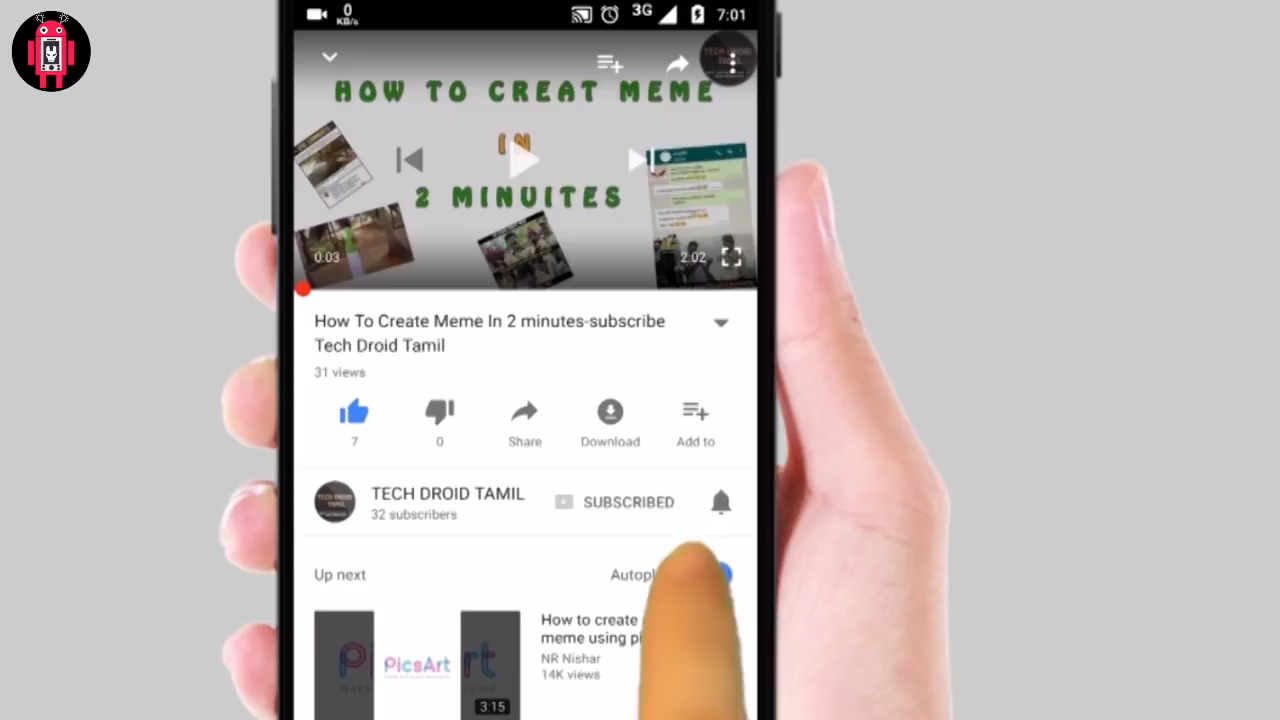 0
KB/s
3G
7:01
HOW TO CREAT MEME
IN
2 MINUITES
0:03
2:02
How To Create Meme In 2 minutes-subscribe
Tech Droid Tamil
31 views
7
0
Share
Download
Add to
TECH DROID TAMIL
32 subscribers
SUBSCRIBED
Up next
How to create
meme using
NR Nishar
14K views
PicsArt
3:15